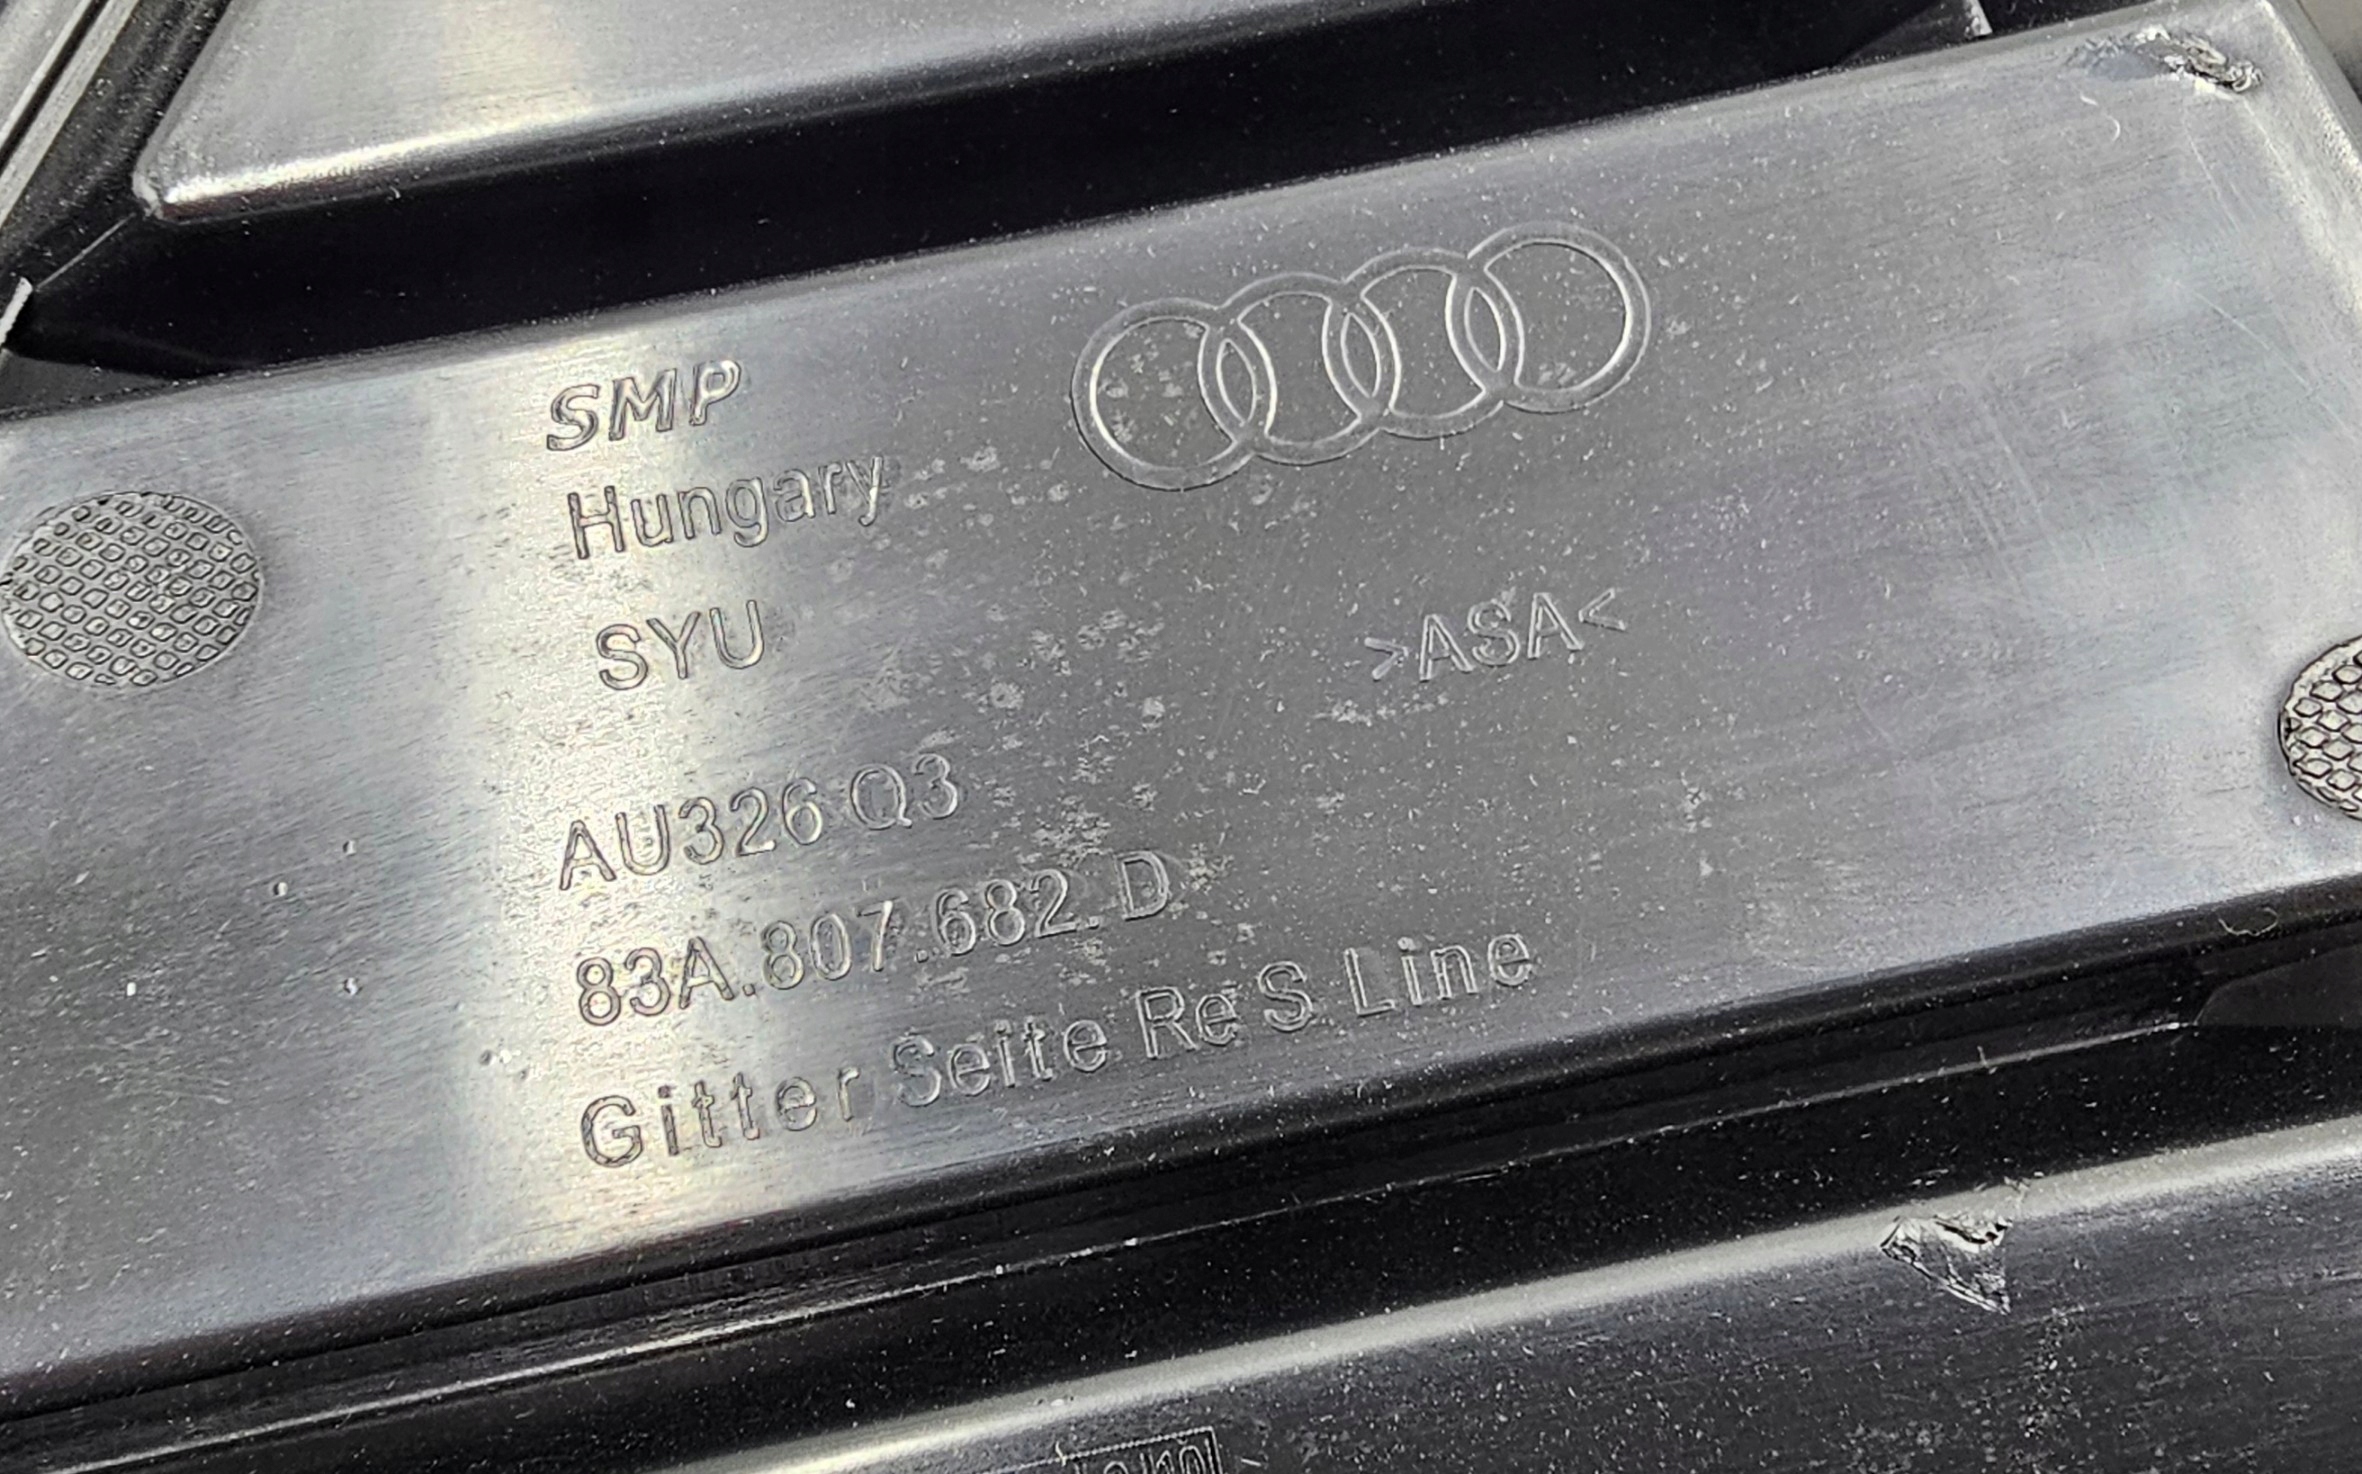 SMP
Hungary
SYU
>ASA<
AU326 Q3
83A.807.682.D
Gitter Seite Re S Line